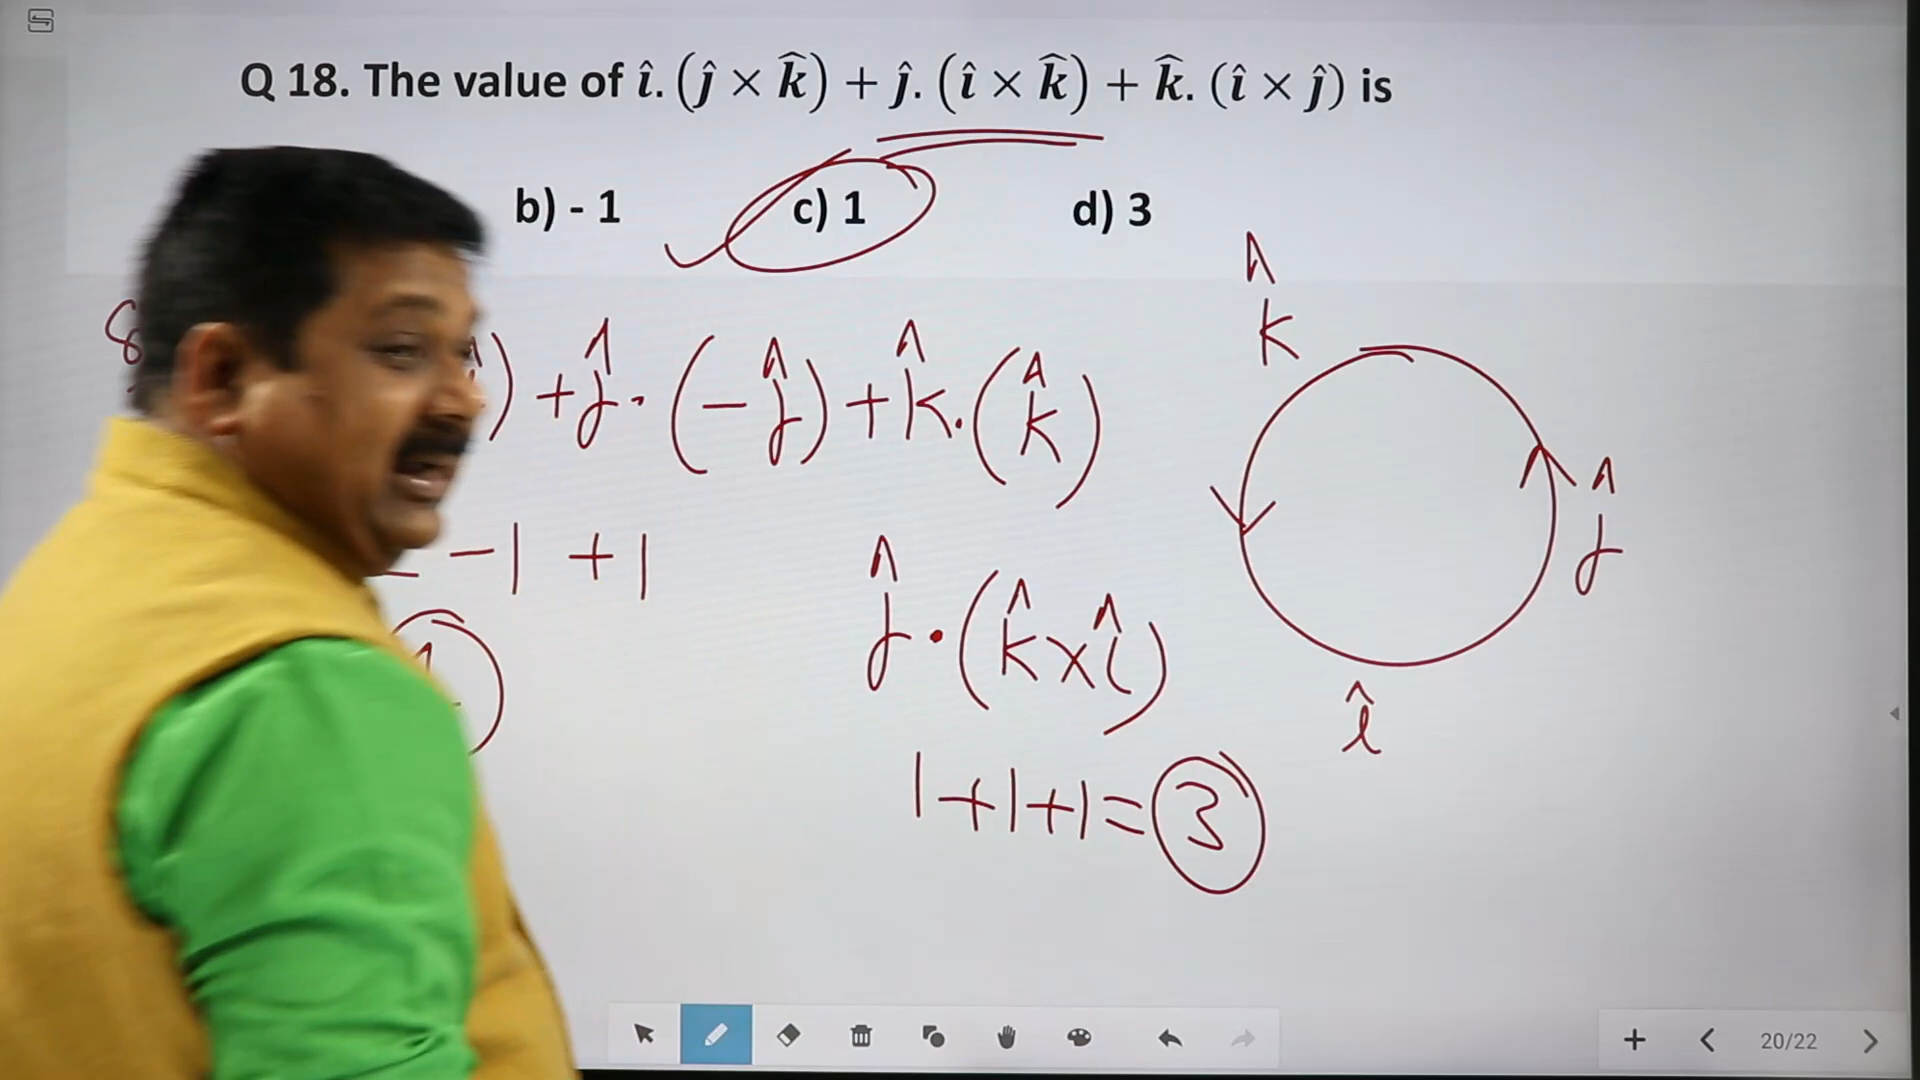 Q 18. The value of î. (ĵ × k̂) + ĵ. (î × k̂) + k̂. (î × ĵ) is
b) - 1 c) 1 d) 3
k̂
) + ĵ · (-ĵ) + k̂ · (k̂)
ĵ
- 1 + 1
ĵ · (k̂ × î)
î
1 + 1 + 1 = 3
20/22